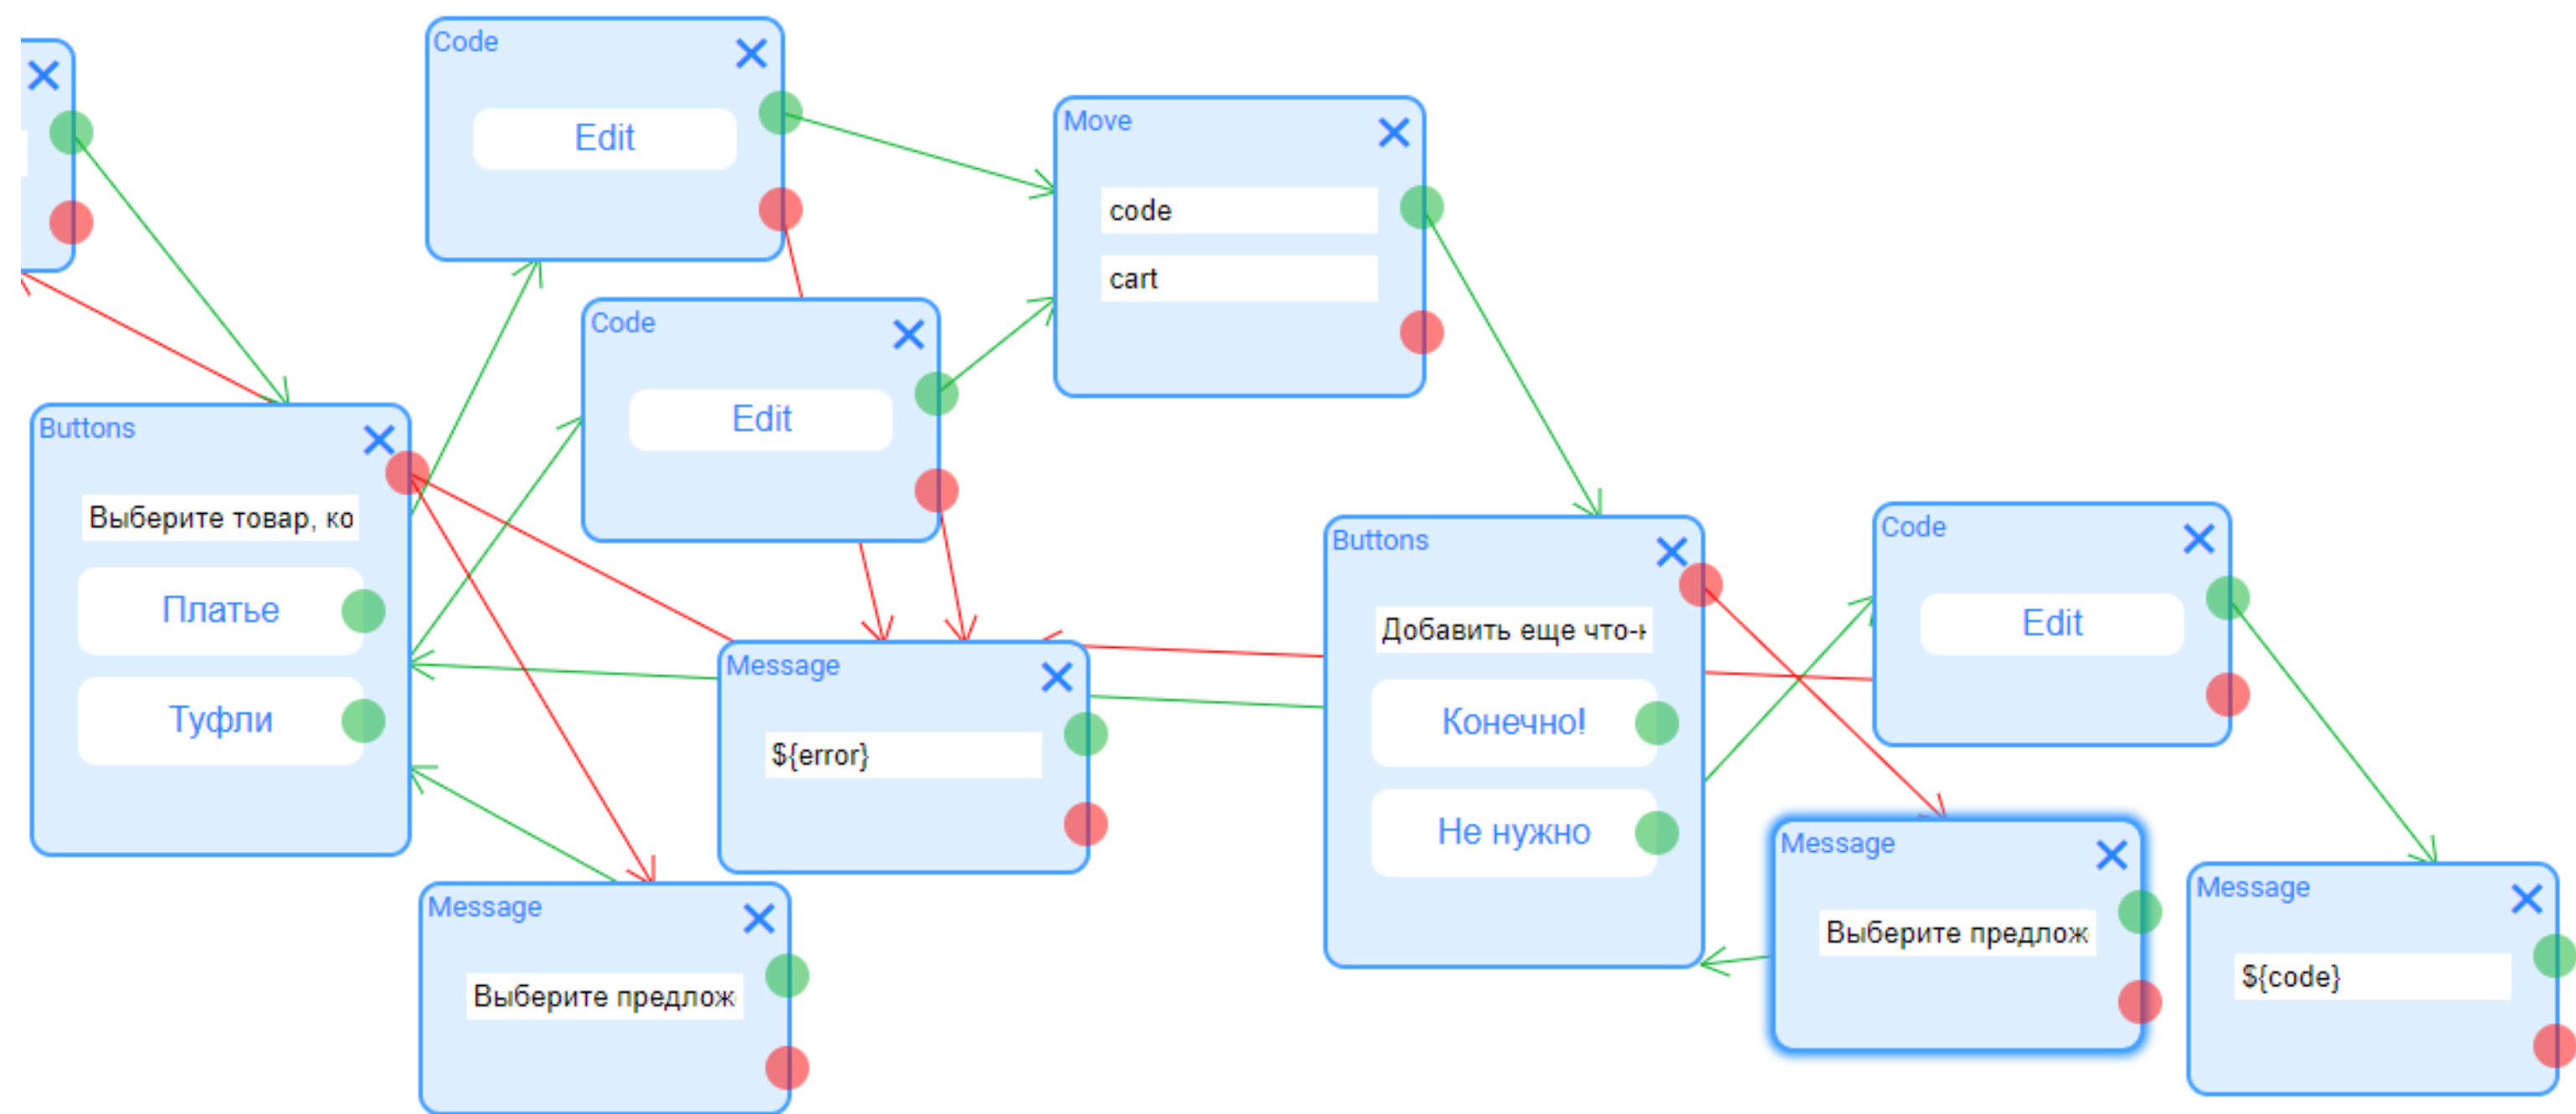 Code
Edit
Move
code
cart
Code
Edit
Buttons
Выберите товар, ко
Платье
Туфли
Buttons
Добавить еще что-н
Конечно!
Не нужно
Code
Edit
Message
${error}
Message
Выберите предлож
Message
Выберите предлож
Message
${code}